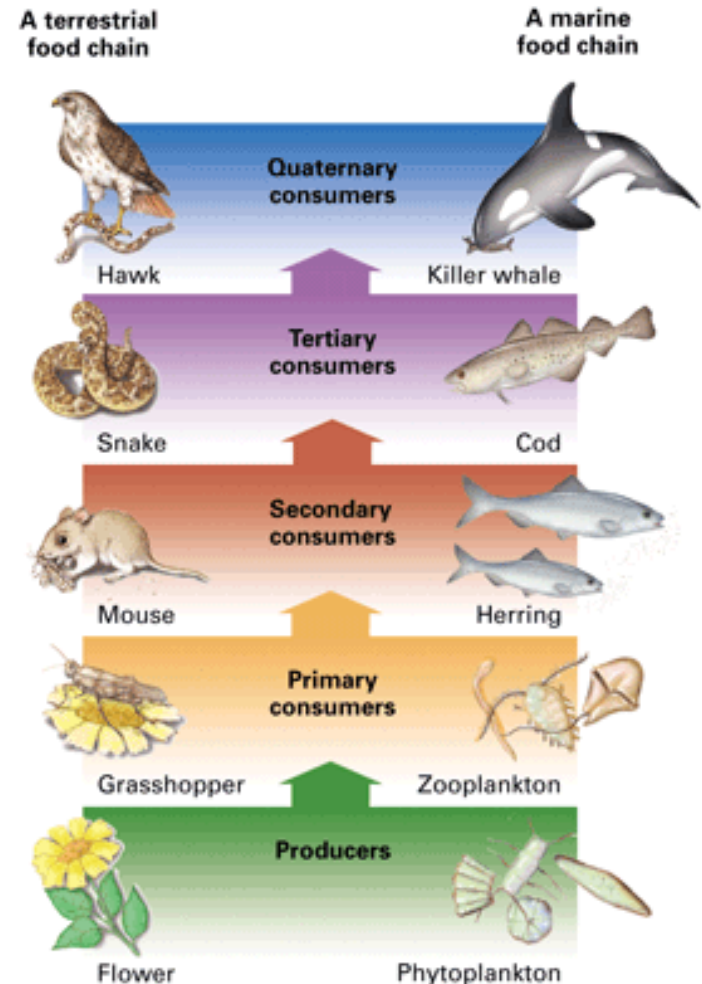 A terrestrial
food chain
A marine
food chain
Quaternary
consumers
Hawk
Killer whale
Tertiary
consumers
Snake
Cod
Secondary
consumers
Mouse
Herring
Primary
consumers
Grasshopper
Zooplankton
Producers
Flower
Phytoplankton